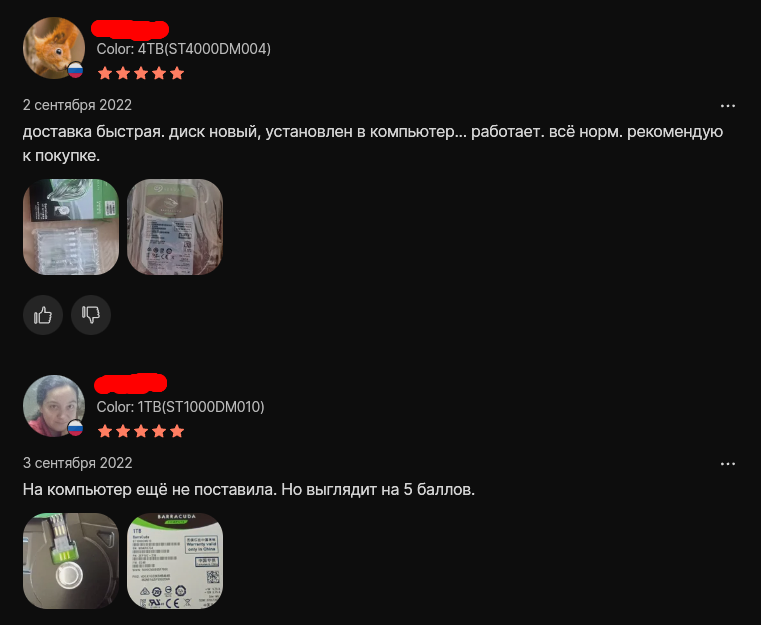 Color: 4TB(ST4000DM004)
2 сентября 2022
доставка быстрая. диск новый, установлен в компьютер... работает. всё норм. рекомендую
к покупке.
Color: 1TB(ST1000DM010)
3 сентября 2022
На компьютер ещё не поставила. Но выглядит на 5 баллов.
BARRACUDA
1TB
Warranty valid
only in China